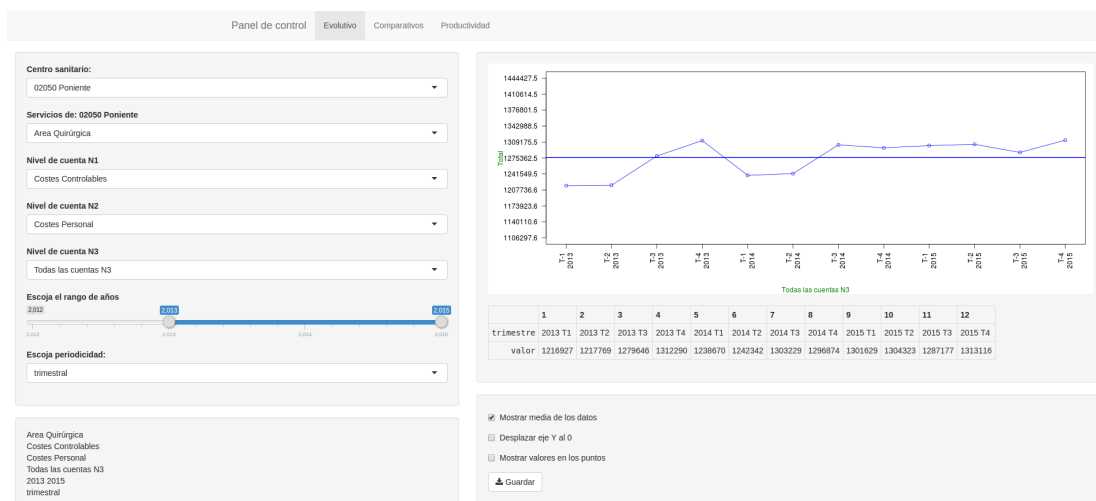 Panel de control Evolutivo Comparativos Productividad
Centro sanitario:
02050 Poniente
Servicios de: 02050 Poniente
Area Quirúrgica
Nivel de cuenta N1
Costes Controlables
Nivel de cuenta N2
Costes Personal
Nivel de cuenta N3
Todas las cuentas N3
Escoja el rango de años
2,012 2,013 2,015
2,012 2,013 2,014 2,015
Escoja periodicidad:
trimestral
Area Quirúrgica
Costes Controlables
Costes Personal
Todas las cuentas N3
2013 2015
trimestral
Total
1444427.5
1410614.5
1376801.5
1342988.5
1309175.5
1275362.5
1241549.5
1207736.6
1173923.6
1140110.6
1106297.6
T-1 2013
T-2 2013
T-3 2013
T-4 2013
T-1 2014
T-2 2014
T-3 2014
T-4 2014
T-1 2015
T-2 2015
T-3 2015
T-4 2015
Todas las cuentas N3
1 2 3 4 5 6 7 8 9 10 11 12
trimestre 2013 T1 2013 T2 2013 T3 2013 T4 2014 T1 2014 T2 2014 T3 2014 T4 2015 T1 2015 T2 2015 T3 2015 T4
valor 1216927 1217769 1279646 1312290 1238670 1242342 1303229 1296874 1301629 1304323 1287177 1313116
Mostrar media de los datos
Desplazar eje Y al 0
Mostrar valores en los puntos
Guardar